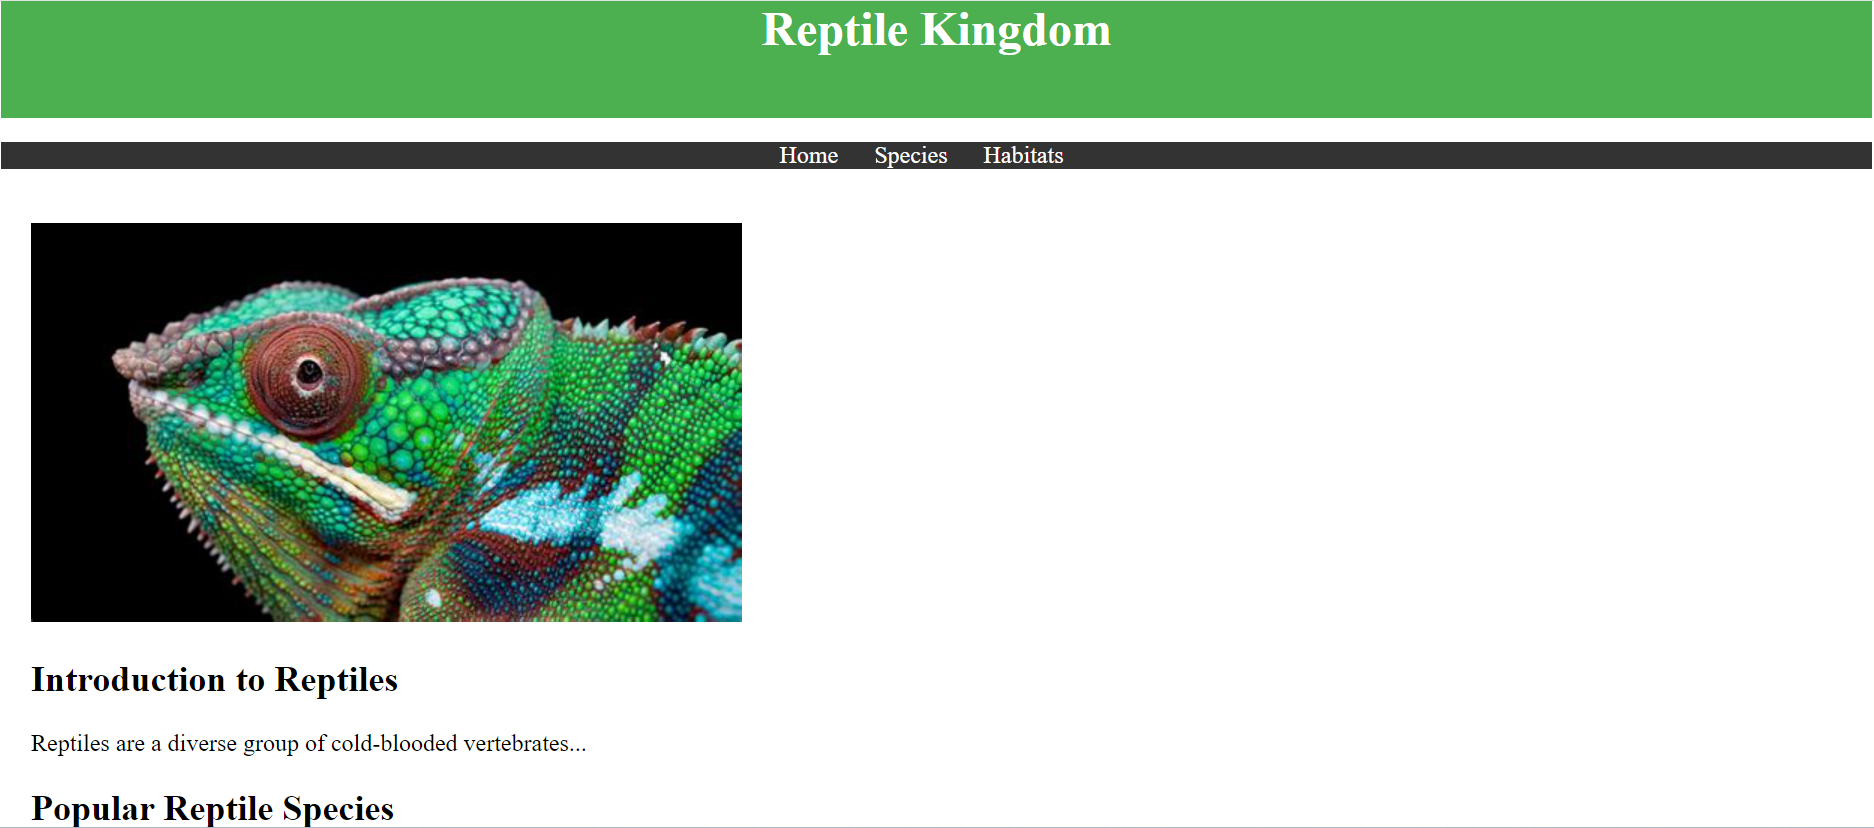 Reptile Kingdom
Home Species Habitats
Introduction to Reptiles
Reptiles are a diverse group of cold-blooded vertebrates...
Popular Reptile Species